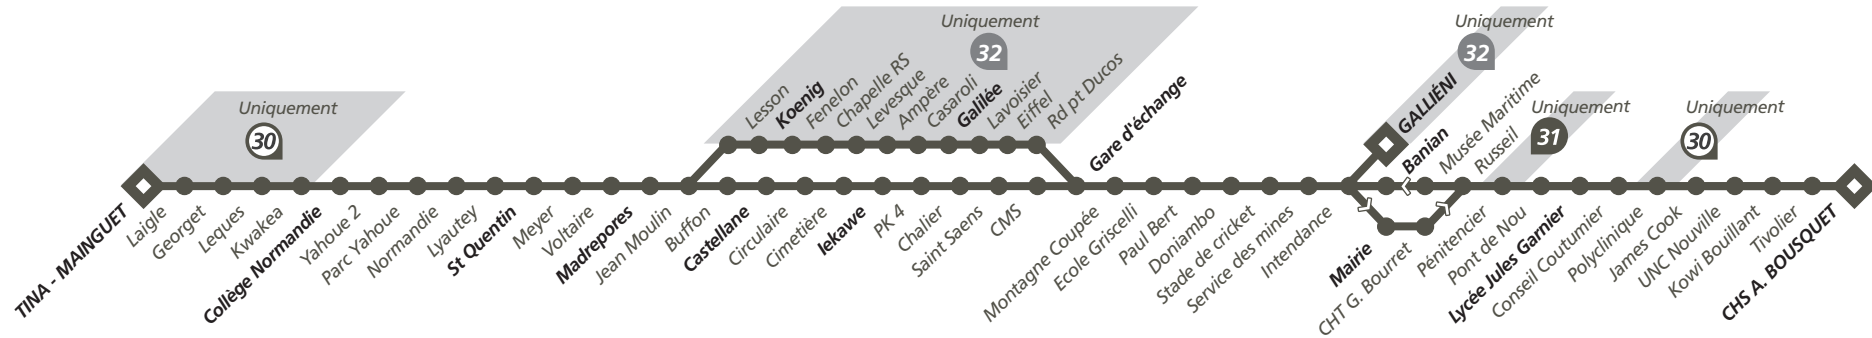 Uniquement
30
Uniquement
32
Uniquement
32
Uniquement
31
Uniquement
30
TINA - MAINGUET
Laigle
Georget
Leques
Kwakea
Collège Normandie
Yahoue 2
Parc Yahoue
Normandie
Lyautey
St Quentin
Meyer
Voltaire
Madrepores
Jean Moulin
Buffon
Lesson
Koenig
Fenelon
Chapelle RS
Levesque
Ampère
Casaroli
Galilée
Lavoisier
Eiffel
Rd pt Ducos
Castellane
Circulaire
Cimetière
Iekawe
PK 4
Chalier
Saint Saens
CMS
Gare d'échange
Montagne Coupée
Ecole Griscelli
Paul Bert
Doniambo
Stade de cricket
Service des mines
Intendance
GALLIÉNI
Banian
Musée Maritime
Russeil
Mairie
CHT G. Bourret
Pénitencier
Pont de Nou
Lycée Jules Garnier
Conseil Coutumier
Polyclinique
James Cook
UNC Nouville
Kowi Bouillant
Tivolier
CHS A. BOUSQUET